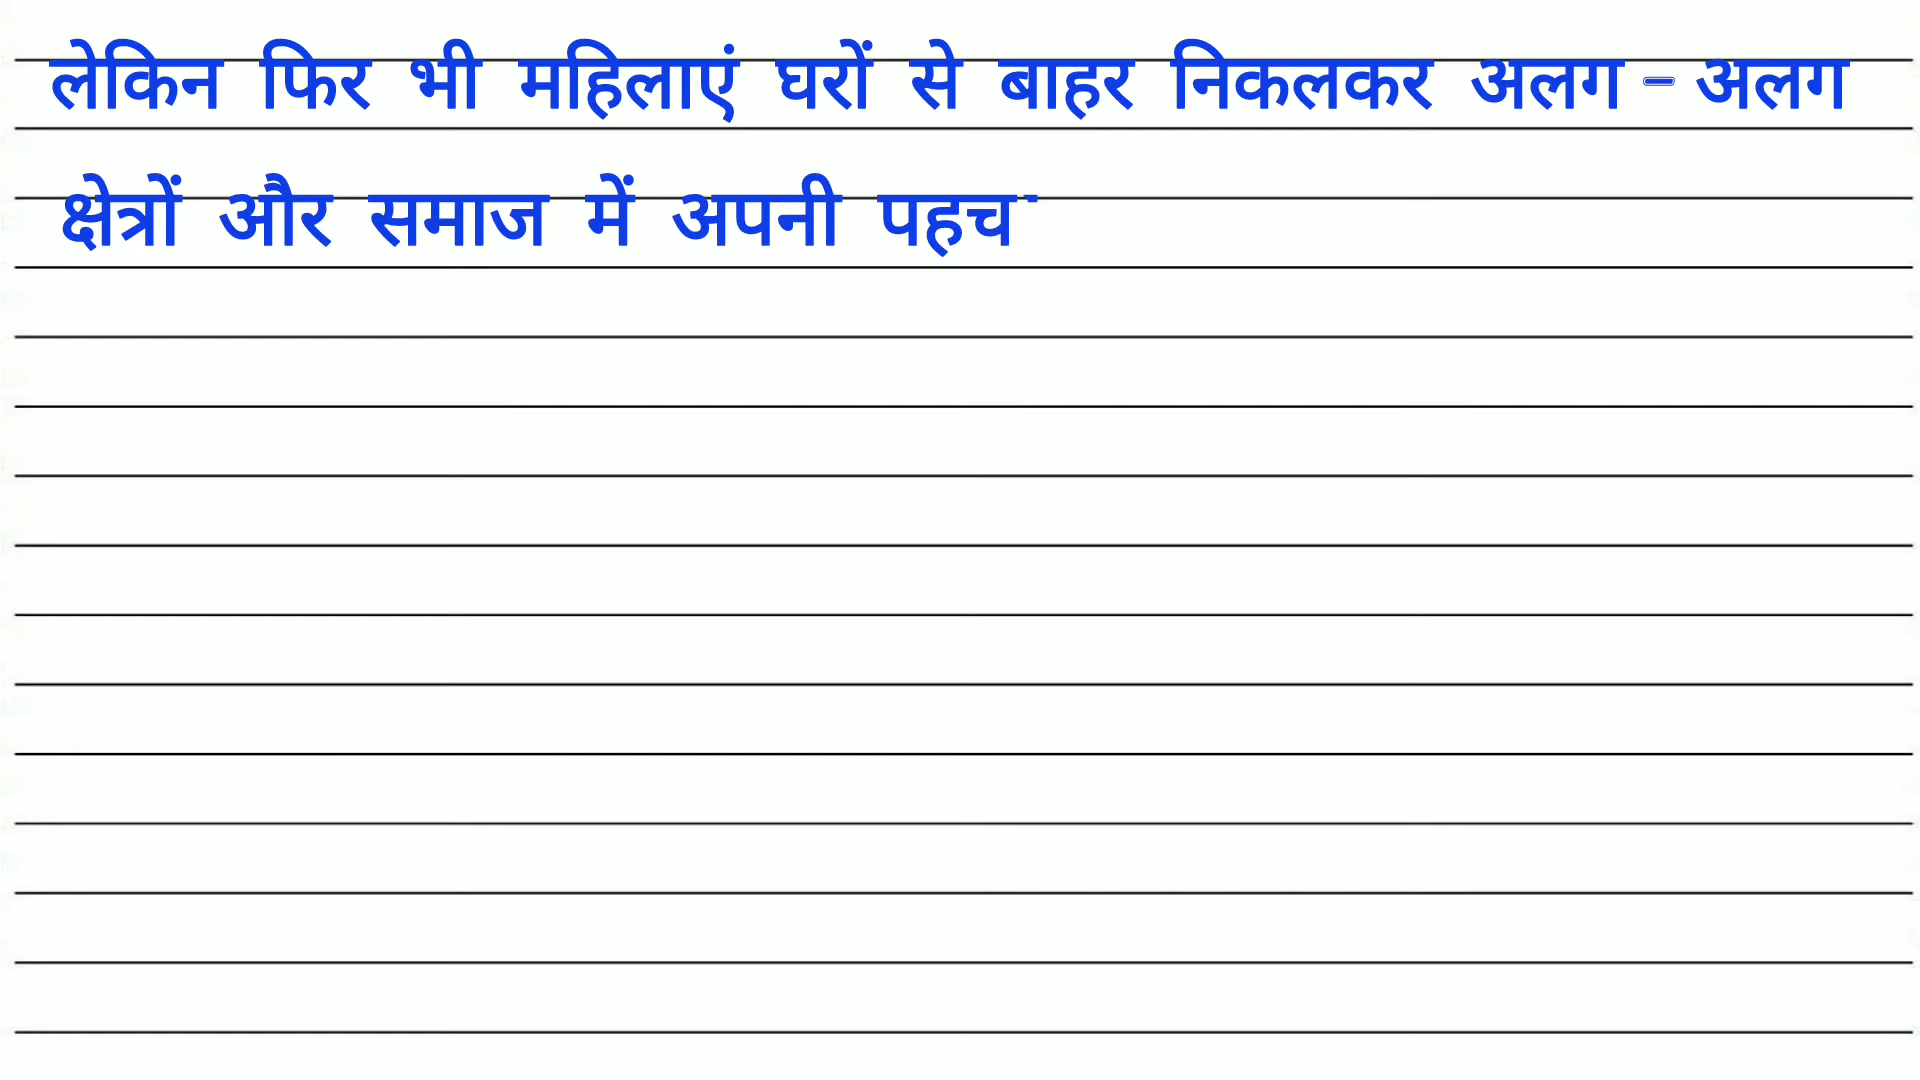 लेकिन फिर भी महिलाएं घरों से बाहर निकलकर अलग - अलग
क्षेत्रों और समाज में अपनी पहच